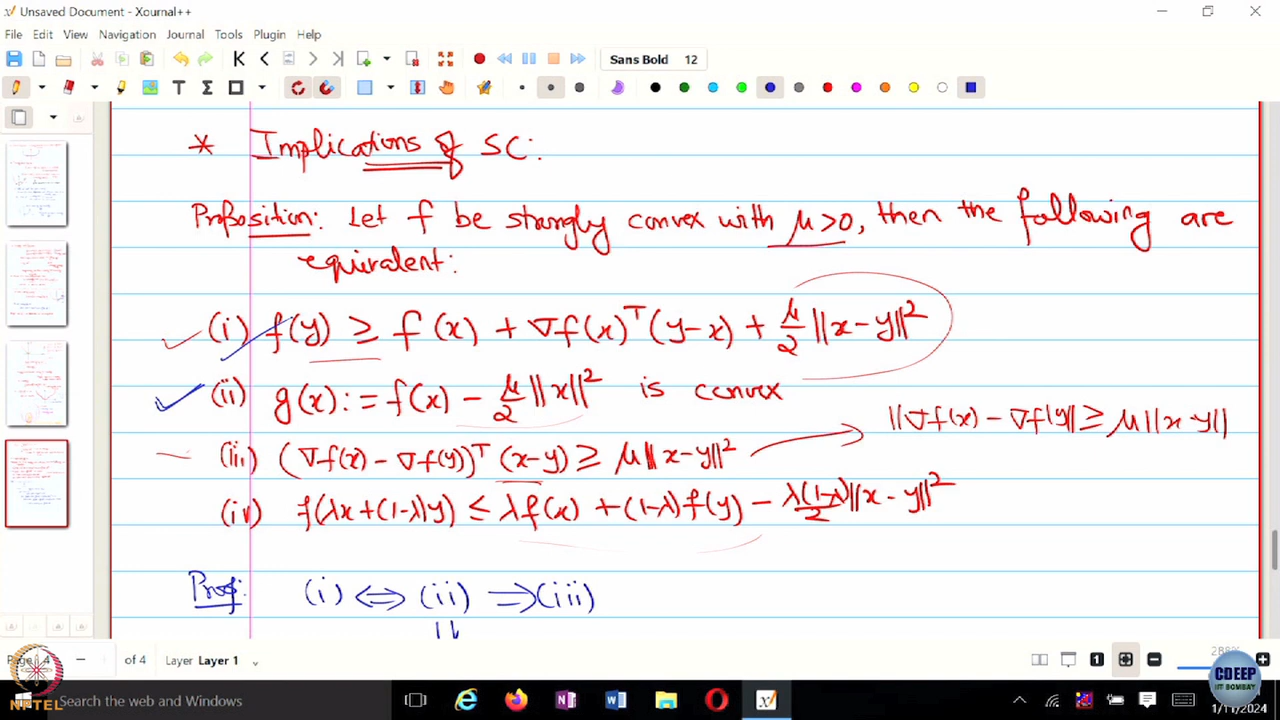 Unsaved Document - Xournal++
File Edit View Navigation Journal Tools Plugin Help
Sans Bold 12
* Implications of SC:
Proposition: Let f be strongly convex with μ>0, then the following are
equivalent:
(i) f(y) ≥ f(x) + ∇f(x)ᵀ(y-x) + μ/2 ||x-y||²
(ii) g(x) := f(x) - μ/2 ||x||² is convex
(iii) (∇f(x) - ∇f(y))ᵀ (x-y) ≥ μ||x-y||² → ||∇f(x) - ∇f(y)|| ≥ μ||x-y||
(iv) f(λx+(1-λ)y) ≤ λf(x) + (1-λ)f(y) - λ(1-λ)/2 ||x-y||²
Proof: (i) ⇔ (ii) ⇒ (iii)
Page 4 of 4 Layer Layer 1 288%
Search the web and Windows
NPTEL
CDEEP
IIT BOMBAY
1/11/2024